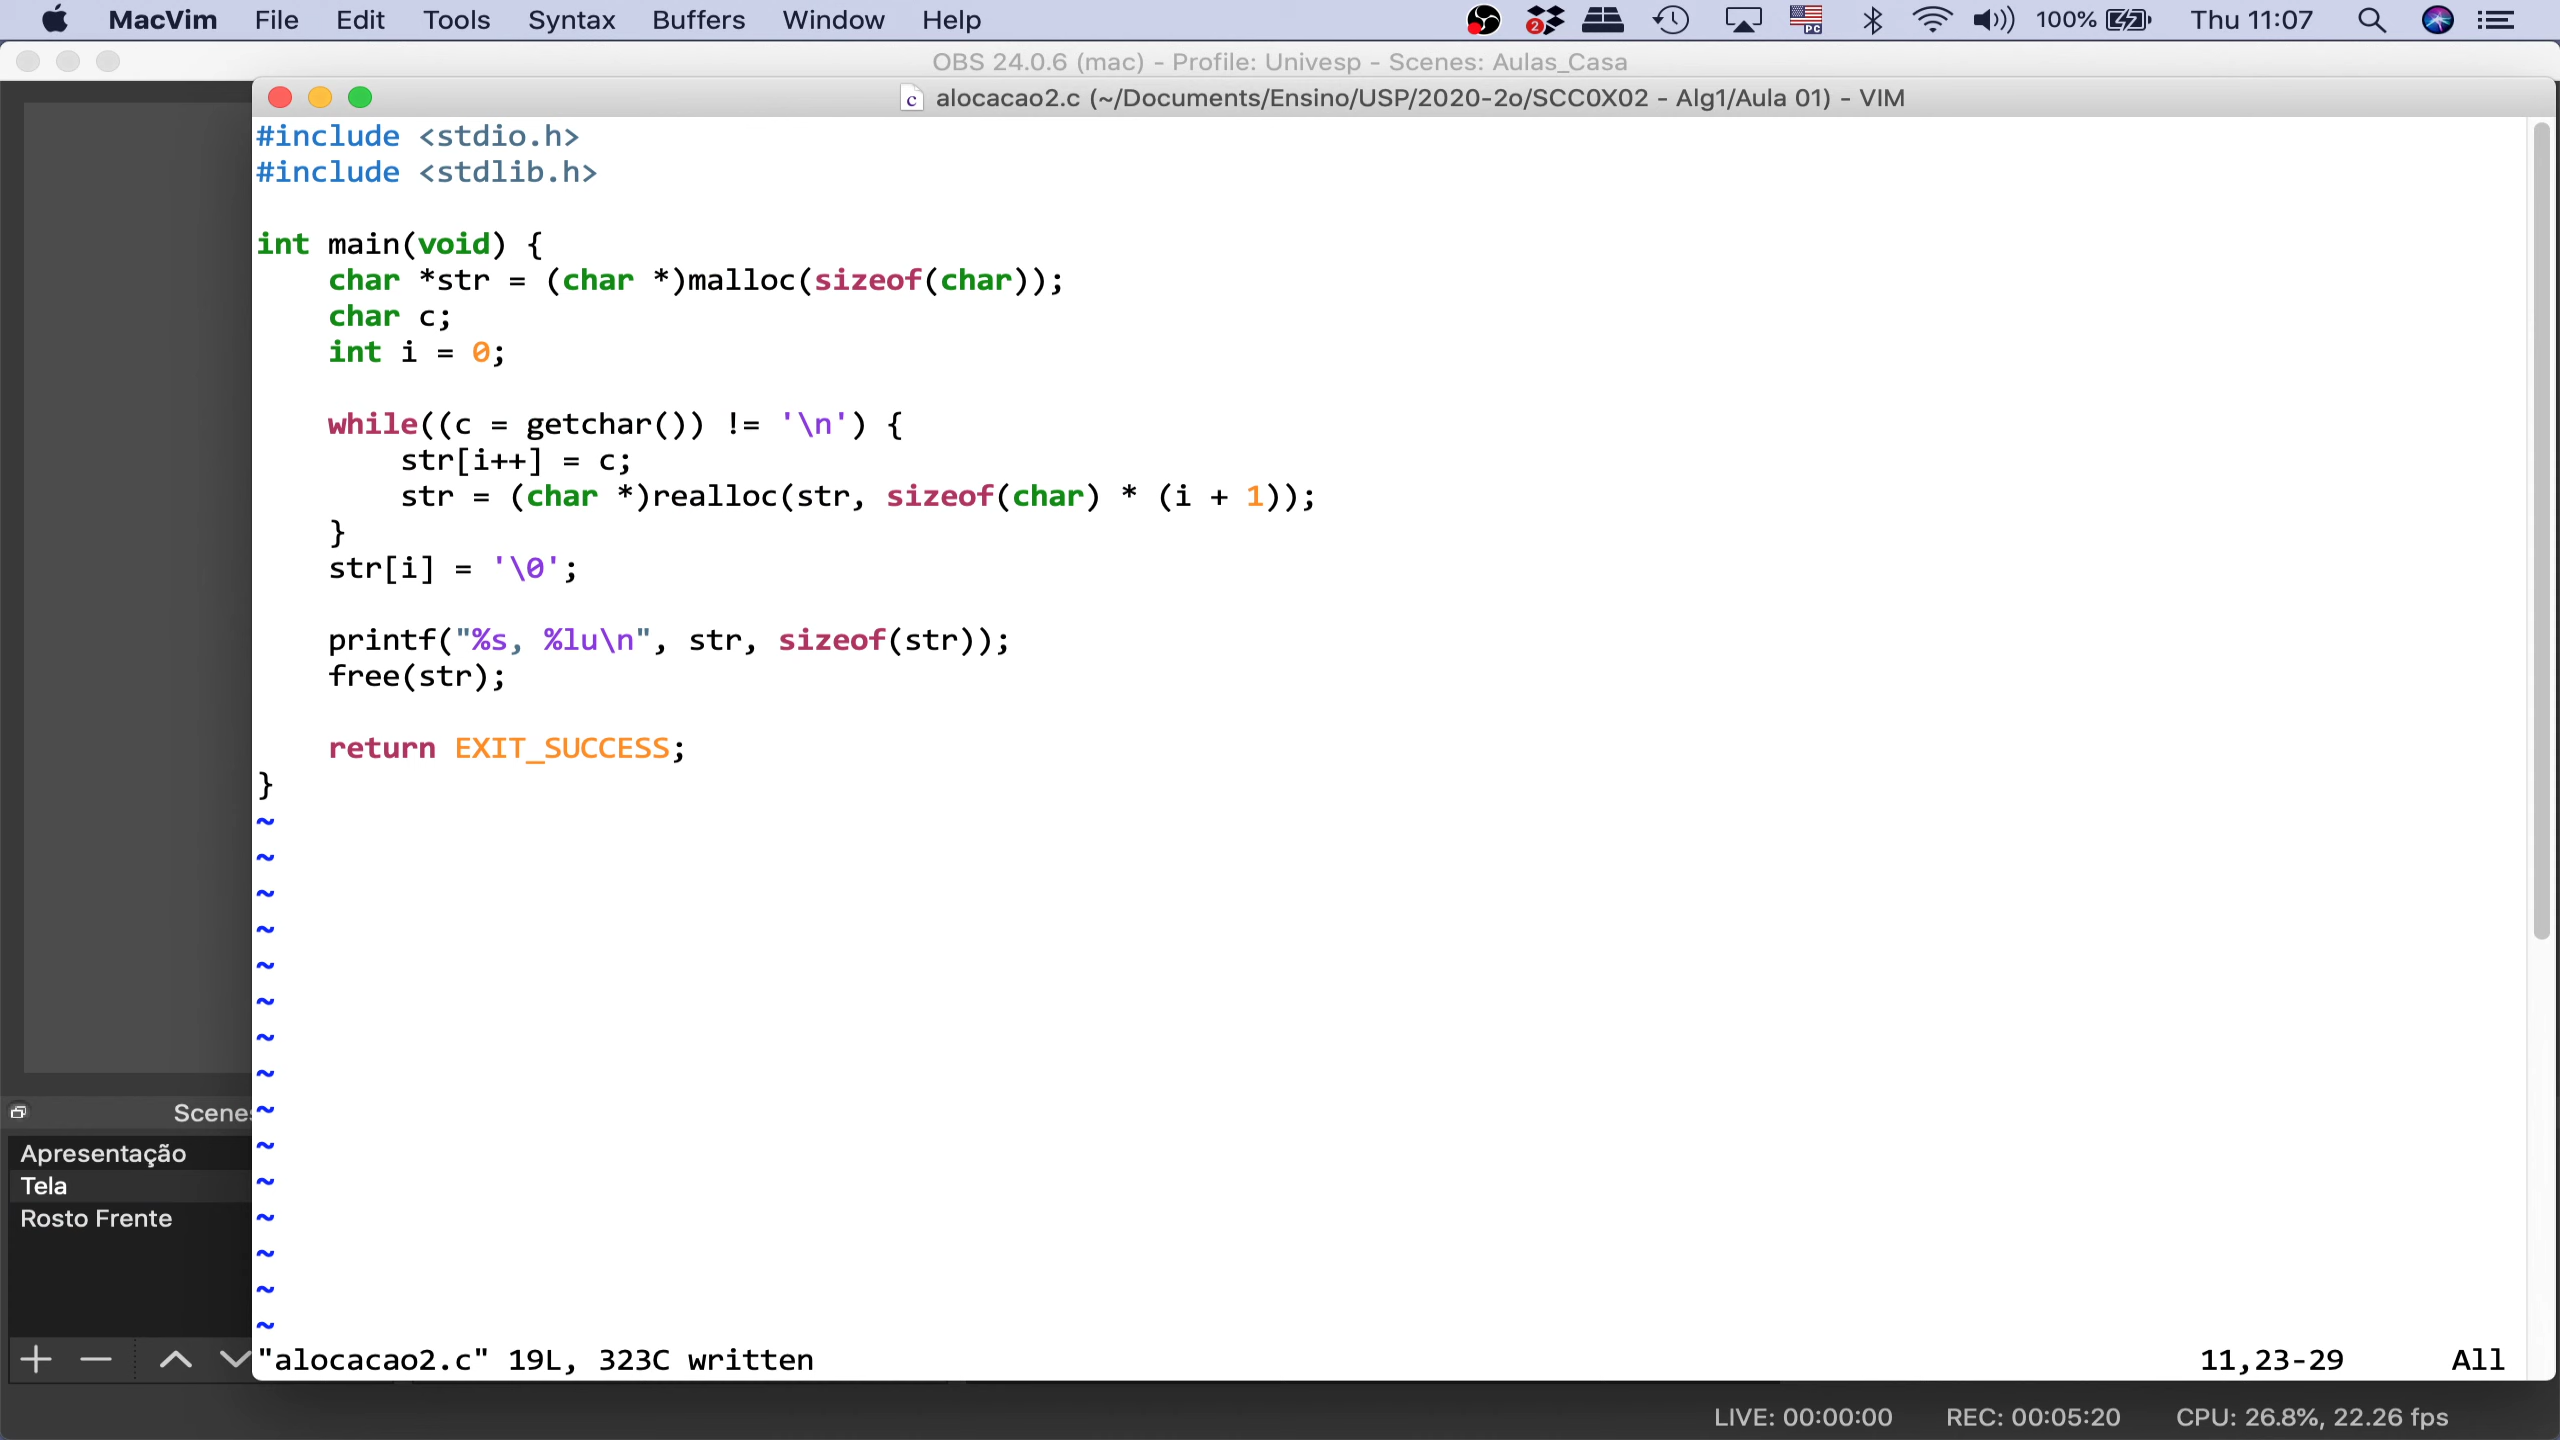 MacVim File Edit Tools Syntax Buffers Window Help 2 PC 100% Thu 11:07
OBS 24.0.6 (mac) - Profile: Univesp - Scenes: Aulas_Casa
c alocacao2.c (~/Documents/Ensino/USP/2020-2o/SCC0X02 - Alg1/Aula 01) - VIM
#include <stdio.h>
#include <stdlib.h>
int main(void) {
    char *str = (char *)malloc(sizeof(char));
    char c;
    int i = 0;
    while((c = getchar()) != '\n') {
        str[i++] = c;
        str = (char *)realloc(str, sizeof(char) * (i + 1));
    }
    str[i] = '\0';
    printf("%s, %lu\n", str, sizeof(str));
    free(str);
    return EXIT_SUCCESS;
}
~
~
~
~
~
~
~
~
Scenes ~
Apresentação ~
Tela ~
Rosto Frente ~
~
~
~
"alocacao2.c" 19L, 323C written 11,23-29 All
LIVE: 00:00:00 REC: 00:05:20 CPU: 26.8%, 22.26 fps